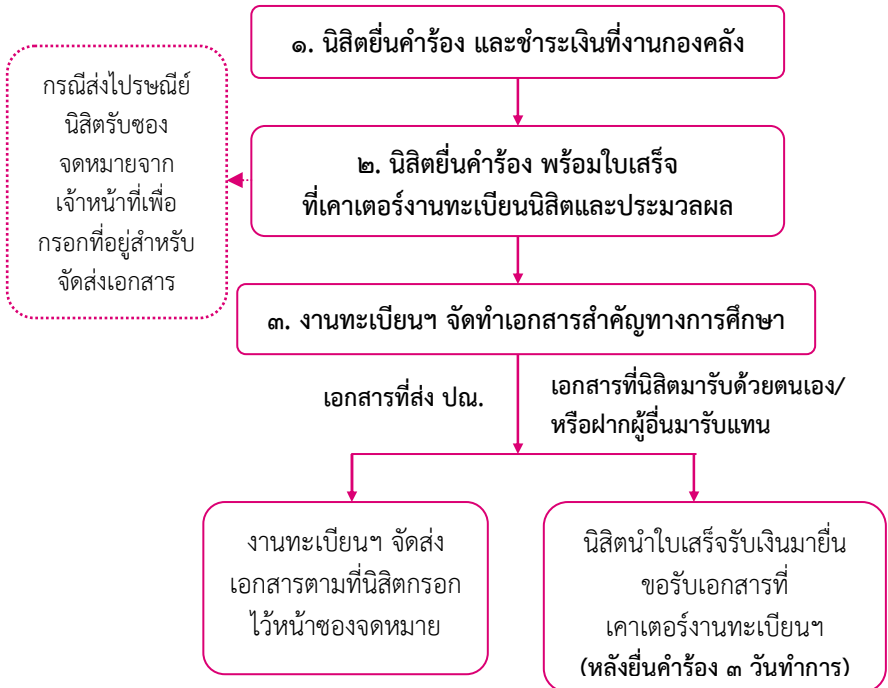 ๑. นิสิตยื่นคำร้อง และชำระเงินที่งานกองคลัง
กรณีส่งไปรษณีย์
นิสิตรับซอง
จดหมายจาก
เจ้าหน้าที่เพื่อ
กรอกที่อยู่สำหรับ
จัดส่งเอกสาร
๒. นิสิตยื่นคำร้อง พร้อมใบเสร็จ
ที่เคาเตอร์งานทะเบียนนิสิตและประมวลผล
๓. งานทะเบียนฯ จัดทำเอกสารสำคัญทางการศึกษา
เอกสารที่ส่ง ปณ.
เอกสารที่นิสิตมารับด้วยตนเอง/
หรือฝากผู้อื่นมารับแทน
งานทะเบียนฯ จัดส่ง
เอกสารตามที่นิสิตกรอก
ไว้หน้าซองจดหมาย
นิสิตนำใบเสร็จรับเงินมายื่น
ขอรับเอกสารที่
เคาเตอร์งานทะเบียนฯ
(หลังยื่นคำร้อง ๓ วันทำการ)